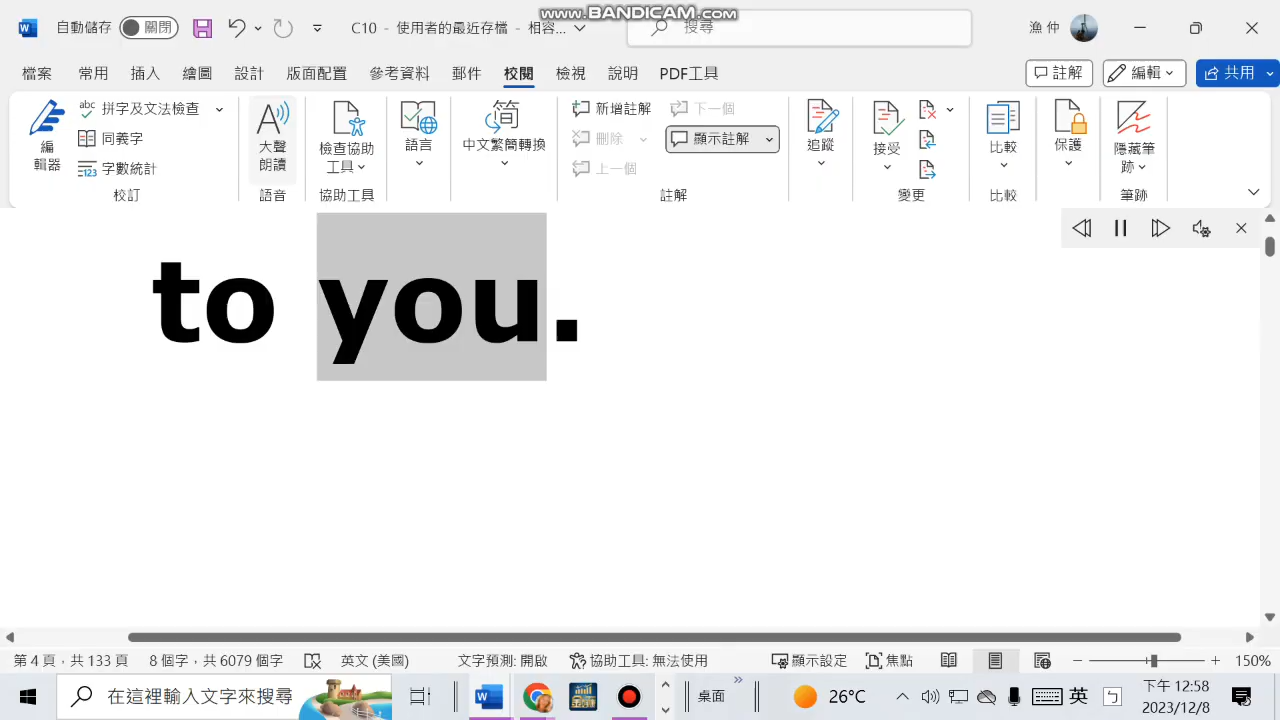 www.BANDICAM.com
自動儲存 關閉 C10 - 使用者的最近存檔 - 相容... 搜尋 漁 仲
檔案 常用 插入 繪圖 設計 版面配置 參考資料 郵件 校閱 檢視 說明 PDF工具 註解 編輯 共用
編輯器
abc 拼字及文法檢查
同義字
123 字數統計
校訂
大聲朗讀
語音
檢查協助工具
協助工具
語言
简 中文繁簡轉換
新增註解 下一個
刪除 顯示註解
上一個
註解
追蹤
接受
變更
比較
比較
保護
隱藏筆跡
筆跡
to you.
第 4 頁,共 133 頁 8 個字,共 6079 個字 英文 (美國) 文字預測: 開啟 協助工具: 無法使用 顯示設定 焦點 150%
在這裡輸入文字來搜尋 桌面 » 26°C 英 下午 12:58
2023/12/8